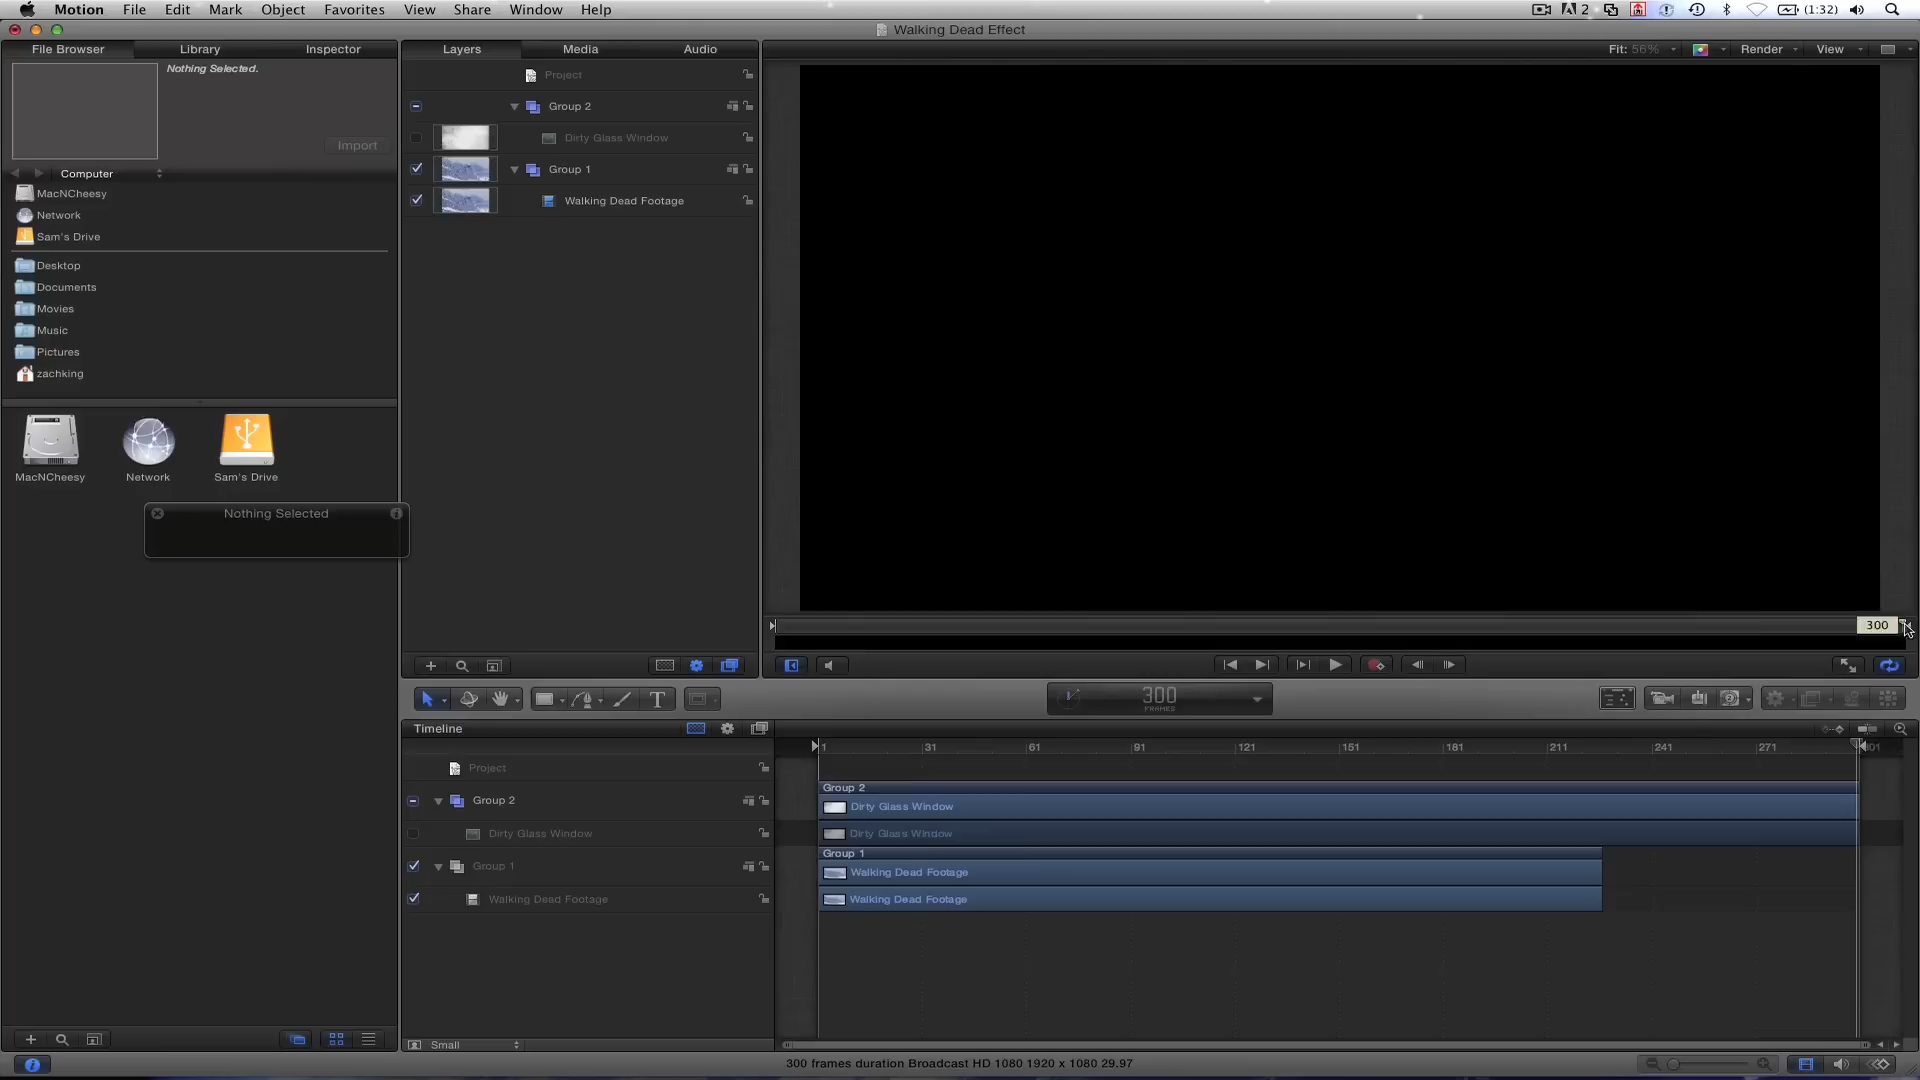 Motion File Edit Mark Object Favorites View Share Window Help
2 (1:32)
Walking Dead Effect
File Browser Library Inspector
Layers Media Audio
Fit: 56% Render View
Nothing Selected.
Import
Computer
MacNCheesy
Network
Sam's Drive
Desktop
Documents
Movies
Music
Pictures
zachking
MacNCheesy Network Sam's Drive
Nothing Selected
Project
Group 2
Dirty Glass Window
Group 1
Walking Dead Footage
300
300
FRAMES
Timeline
1 31 61 91 121 151 181 211 241 271 301
Project
Group 2
Dirty Glass Window
Group 1
Walking Dead Footage
Group 2
Dirty Glass Window
Dirty Glass Window
Group 1
Walking Dead Footage
Walking Dead Footage
Small
300 frames duration Broadcast HD 1080 1920 x 1080 29.97